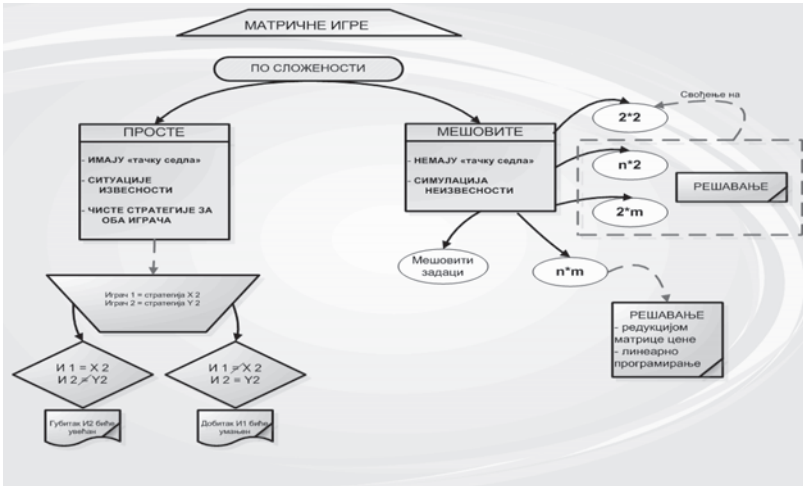 МАТРИЧНЕ ИГРЕ
ПО СЛОЖЕНОСТИ
ПРОСТЕ
- ИМАЈУ «тачку седла»
- СИТУАЦИЈЕ
ИЗВЕСНОСТИ
- ЧИСТЕ СТРАТЕГИЈЕ ЗА
ОБА ИГРАЧА
МЕШОВИТЕ
- НЕМАЈУ «тачку седла»
- СИМУЛАЦИЈА
НЕИЗВЕСНОСТИ
Свођење на
2*2
n*2
2*m
РЕШАВАЊЕ
Мешовити
задаци
n*m
РЕШАВАЊЕ
- редукцијом
матрице цене
- линеарно
програмирање
Играч 1 = стратегија X 2
Играч 2 = стратегија Y 2
И 1 = X 2
И 2 ≠ Y2
И 1 ≠ X 2
И 2 = Y2
Губитак И2 биће
увећан
Добитак И1 биће
умањен